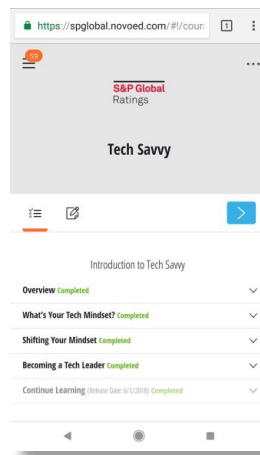 https://spglobal.novoed.com/#!/cour
1
59
S&P Global
Ratings
Tech Savvy
Introduction to Tech Savvy
Overview Completed
What's Your Tech Mindset? Completed
Shifting Your Mindset Completed
Becoming a Tech Leader Completed
Continue Learning (Release Date: 6/1/2018) Completed